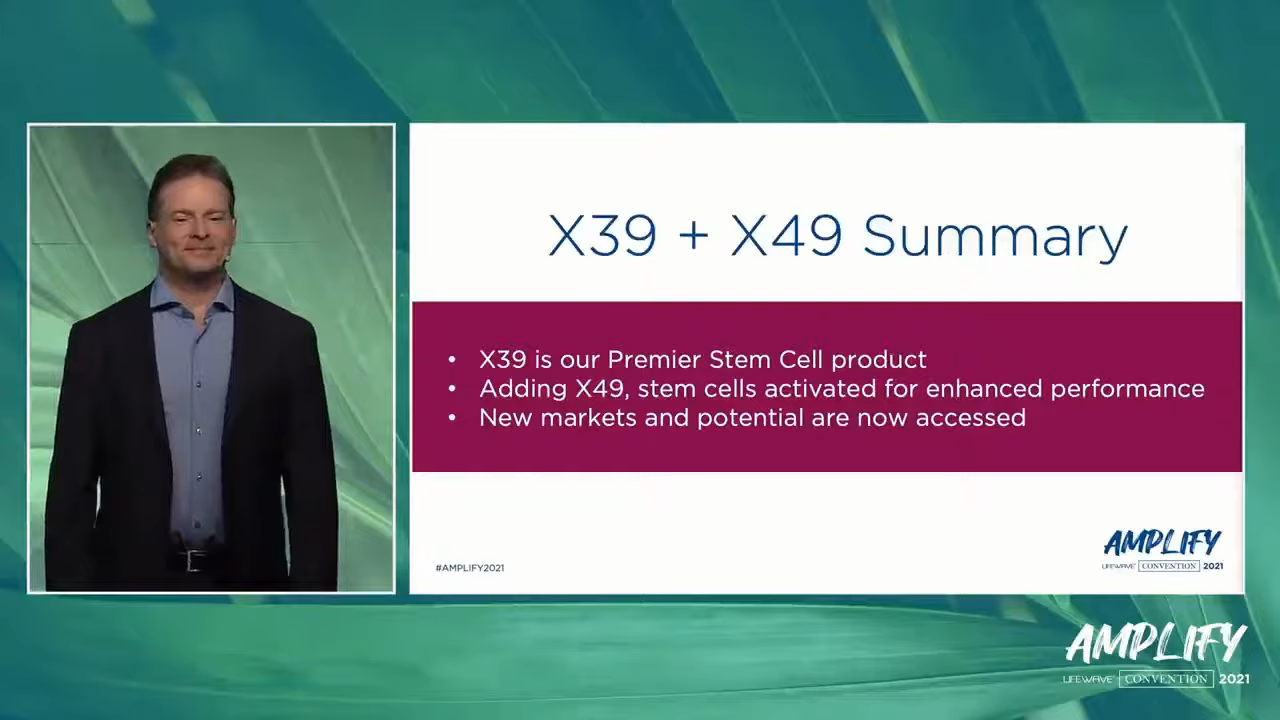 X39 + X49 Summary
• X39 is our Premier Stem Cell product
• Adding X49, stem cells activated for enhanced performance
• New markets and potential are now accessed
#AMPLIFY2021
AMPLIFY
LIFEWAVE CONVENTION 2021
AMPLIFY
LIFEWAVE CONVENTION 2021